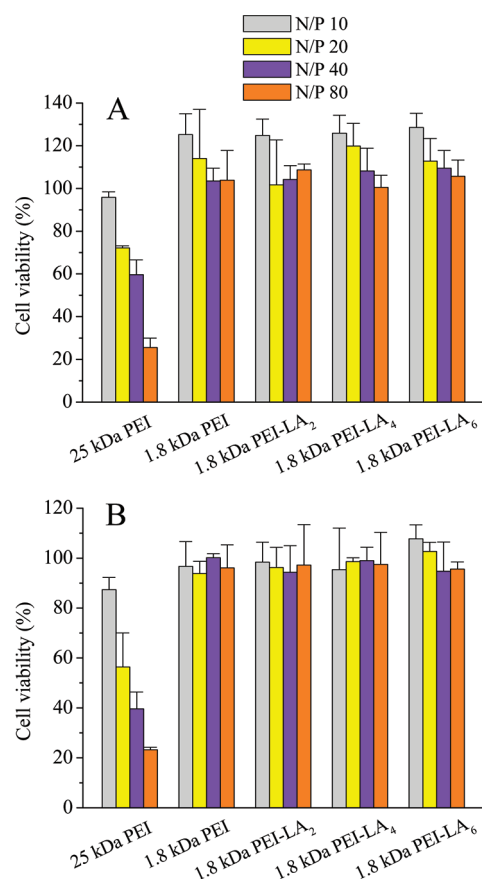 N/P 10
N/P 20
N/P 40
N/P 80
A
140
120
100
80
60
40
20
0
Cell viability (%)
25 kDa PEI
1.8 kDa PEI
1.8 kDa PEI-LA₂
1.8 kDa PEI-LA₄
1.8 kDa PEI-LA₆
B
120
100
80
60
40
20
0
Cell viability (%)
25 kDa PEI
1.8 kDa PEI
1.8 kDa PEI-LA₂
1.8 kDa PEI-LA₄
1.8 kDa PEI-LA₆